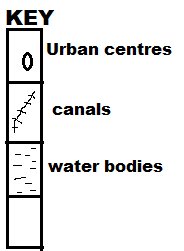 KEY
Urban centres
canals
water bodies